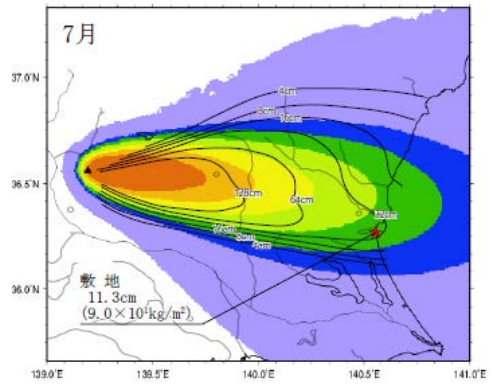 7月
37.0°N
36.5°N
36.0°N
4cm
8cm
16cm
128cm
64cm
32cm
16cm
8cm
4cm
敷 地
11.3cm
(9.0×10¹kg/m²)
139.0°E
139.5°E
140.0°E
140.5°E
141.0°E